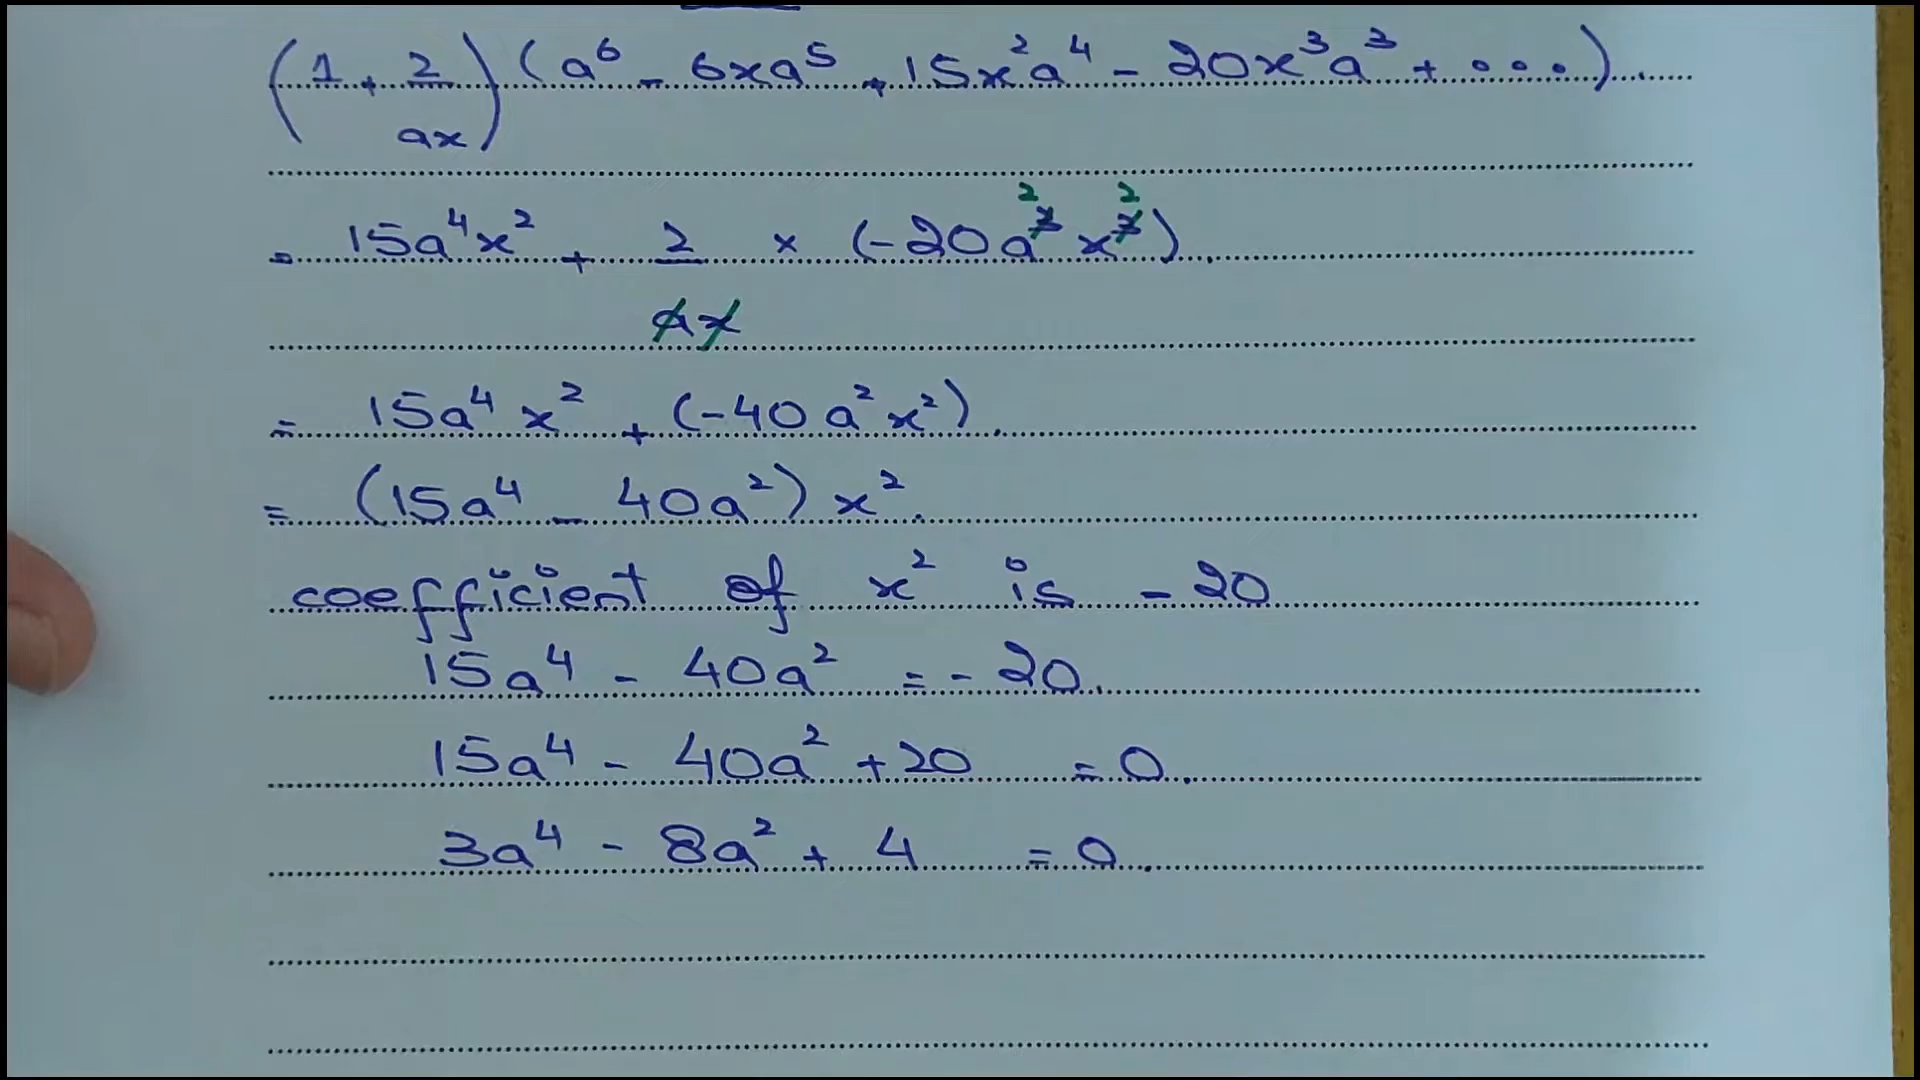 (1 + 2/ax) (a⁶ - 6xa⁵ + 15x²a⁴ - 20x³a³ + ...)
= 15a⁴x² + 2/ax × (-20a³²x³²)
= 15a⁴x² + (-40a²x²)
= (15a⁴ - 40a²)x²
coefficient of x² is -20
15a⁴ - 40a² = -20
15a⁴ - 40a² + 20 = 0
3a⁴ - 8a² + 4 = 0